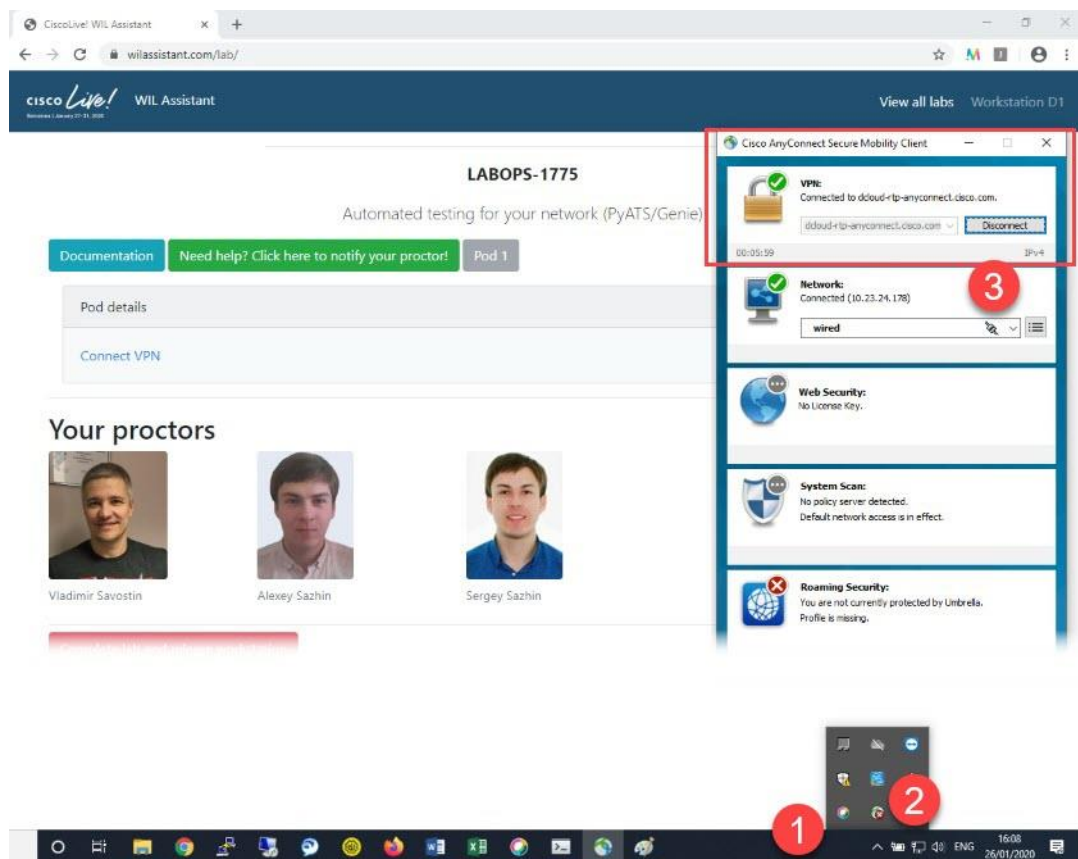 CiscoLive! WIL Assistant
wilassistant.com/lab/
cisco Live!
WIL Assistant
View all labs
Workstation D1
LABOPS-1775
Automated testing for your network (PyATS/Genie)
Documentation
Need help? Click here to notify your proctor!
Pod 1
Pod details
Connect VPN
Your proctors
Vladimir Savostin
Alexey Sazhin
Sergey Sazhin
Cisco AnyConnect Secure Mobility Client
VPN:
Connected to dcloud-rtp-anyconnect.cisco.com.
dcloud-rtp-anyconnect.cisco.com
Disconnect
00:05:59
IPv4
3
Network:
Connected (10.23.24.178)
wired
Web Security:
No License Key.
System Scan:
No policy server detected.
Default network access is in effect.
Roaming Security:
You are not currently protected by Umbrella.
Profile is missing.
2
1
ENG
16:08
26/01/2020